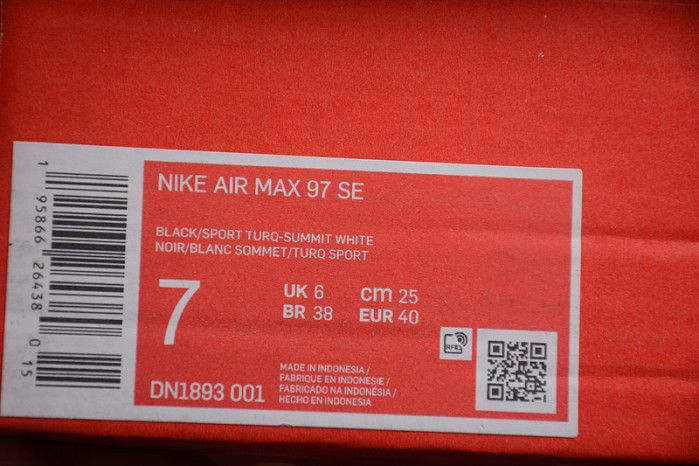 NIKE AIR MAX 97 SE
BLACK/SPORT TURQ-SUMMIT WHITE
NOIR/BLANC SOMMET/TURQ SPORT
7
UK 6 cm 25
BR 38 EUR 40
RFID
MADE IN INDONESIA /
FABRIQUE EN INDONESIE /
FABRICADO NA INDONÉSIA /
HECHO EN INDONESIA
DN1893 001
1 95866 26438 0 15